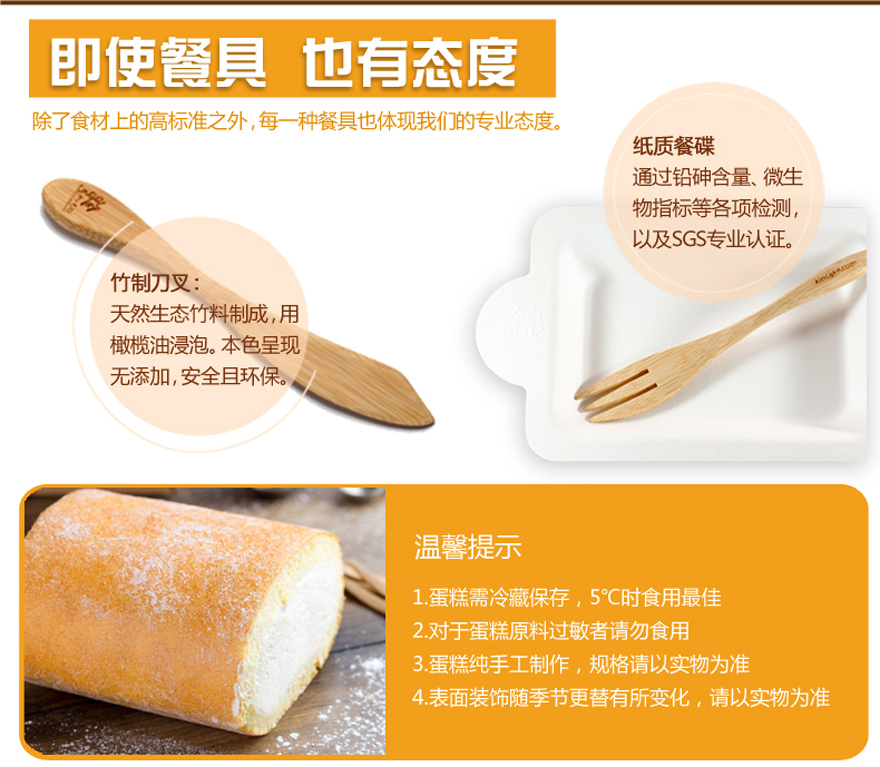 即使餐具 也有态度
除了食材上的高标准之外，每一种餐具也体现我们的专业态度。
纸质餐碟
通过铅砷含量、微生
物指标等各项检测，
以及SGS专业认证。
竹制刀叉：
天然生态竹料制成，用
橄榄油浸泡。本色呈现
无添加，安全且环保。
錦
温馨提示
1.蛋糕需冷藏保存，5℃时食用最佳
2.对于蛋糕原料过敏者请勿食用
3.蛋糕纯手工制作，规格请以实物为准
4.表面装饰随季节更替有所变化，请以实物为准